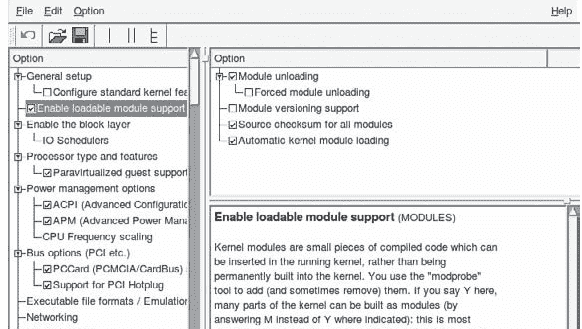 File Edit Option Help
Option
General setup
Configure standard kernel fea
Enable loadable module support
Enable the block layer
IO Schedulers
Processor type and features
Paravirtualized guest support
Power management options
ACPI (Advanced Configuratio
APM (Advanced Power Mana
CPU Frequency scaling
Bus options (PCI etc.)
PCCard (PCMCIA/CardBus)
Support for PCI Hotplug
Executable file formats / Emulation
Networking
Option
Module unloading
Forced module unloading
Module versioning support
Source checksum for all modules
Automatic kernel module loading
Enable loadable module support (MODULES)
Kernel modules are small pieces of compiled code which can
be inserted in the running kernel, rather than being
permanently built into the kernel. You use the "modprobe"
tool to add (and sometimes remove) them. If you say Y here,
many parts of the kernel can be built as modules (by
answering M instead of Y where indicated): this is most